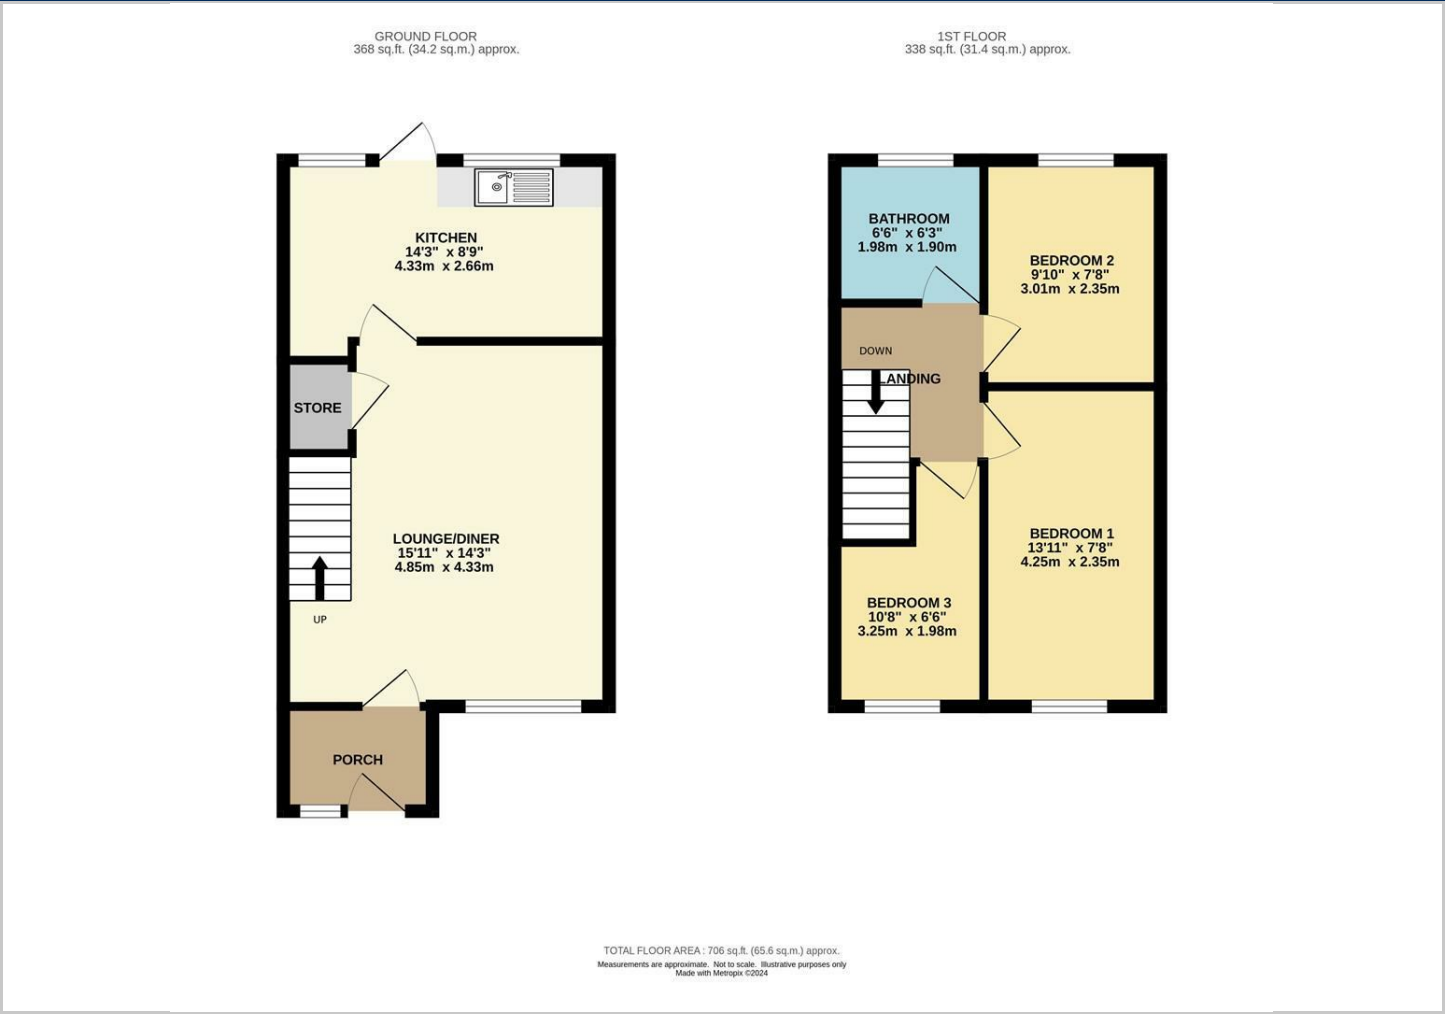 GROUND FLOOR
368 sq.ft. (34.2 sq.m.) approx.
1ST FLOOR
338 sq.ft. (31.4 sq.m.) approx.
KITCHEN
14'3" x 8'9"
4.33m x 2.66m
STORE
LOUNGE/DINER
15'11" x 14'3"
4.85m x 4.33m
UP
PORCH
BATHROOM
6'6" x 6'3"
1.98m x 1.90m
BEDROOM 2
9'10" x 7'8"
3.01m x 2.35m
DOWN
LANDING
BEDROOM 1
13'11" x 7'8"
4.25m x 2.35m
BEDROOM 3
10'8" x 6'6"
3.25m x 1.98m
TOTAL FLOOR AREA : 706 sq.ft. (65.6 sq.m.) approx.
Measurements are approximate. Not to scale. Illustrative purposes only
Made with Metropix ©2024